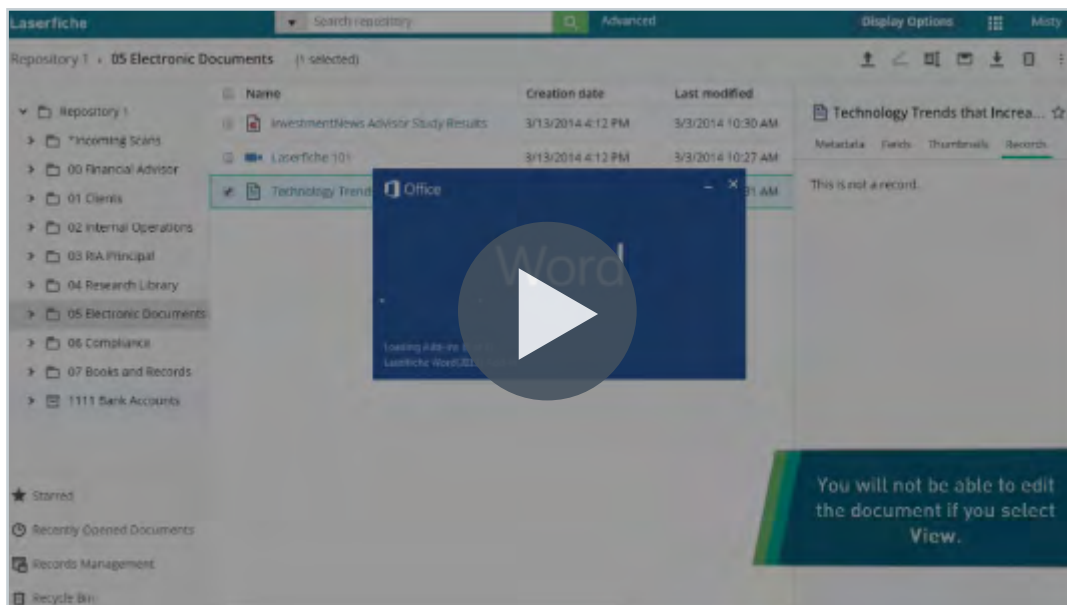 Laserfiche
Search repository
Advanced
Display Options
Misty
Repository 1 › 05 Electronic Documents (1 selected)
Name
Creation date
Last modified
InvestmentNews Advisor Study Results
3/13/2014 4:12 PM
3/3/2014 10:30 AM
Laserfiche 101
3/13/2014 4:12 PM
3/3/2014 10:27 AM
Technology Trend
31 AM
Repository 1
*Incoming Scans
00 Financial Advisor
01 Clients
02 Internal Operations
03 RIA Principal
04 Research Library
05 Electronic Documents
06 Compliance
07 Books and Records
1111 Bank Accounts
Starred
Recently Opened Documents
Records Management
Recycle Bin
Office
Word
Loading Add-ins
Laserfiche
Technology Trends that Increa...
Metadata Fields Thumbnails Records
This is not a record.
You will not be able to edit
the document if you select
View.